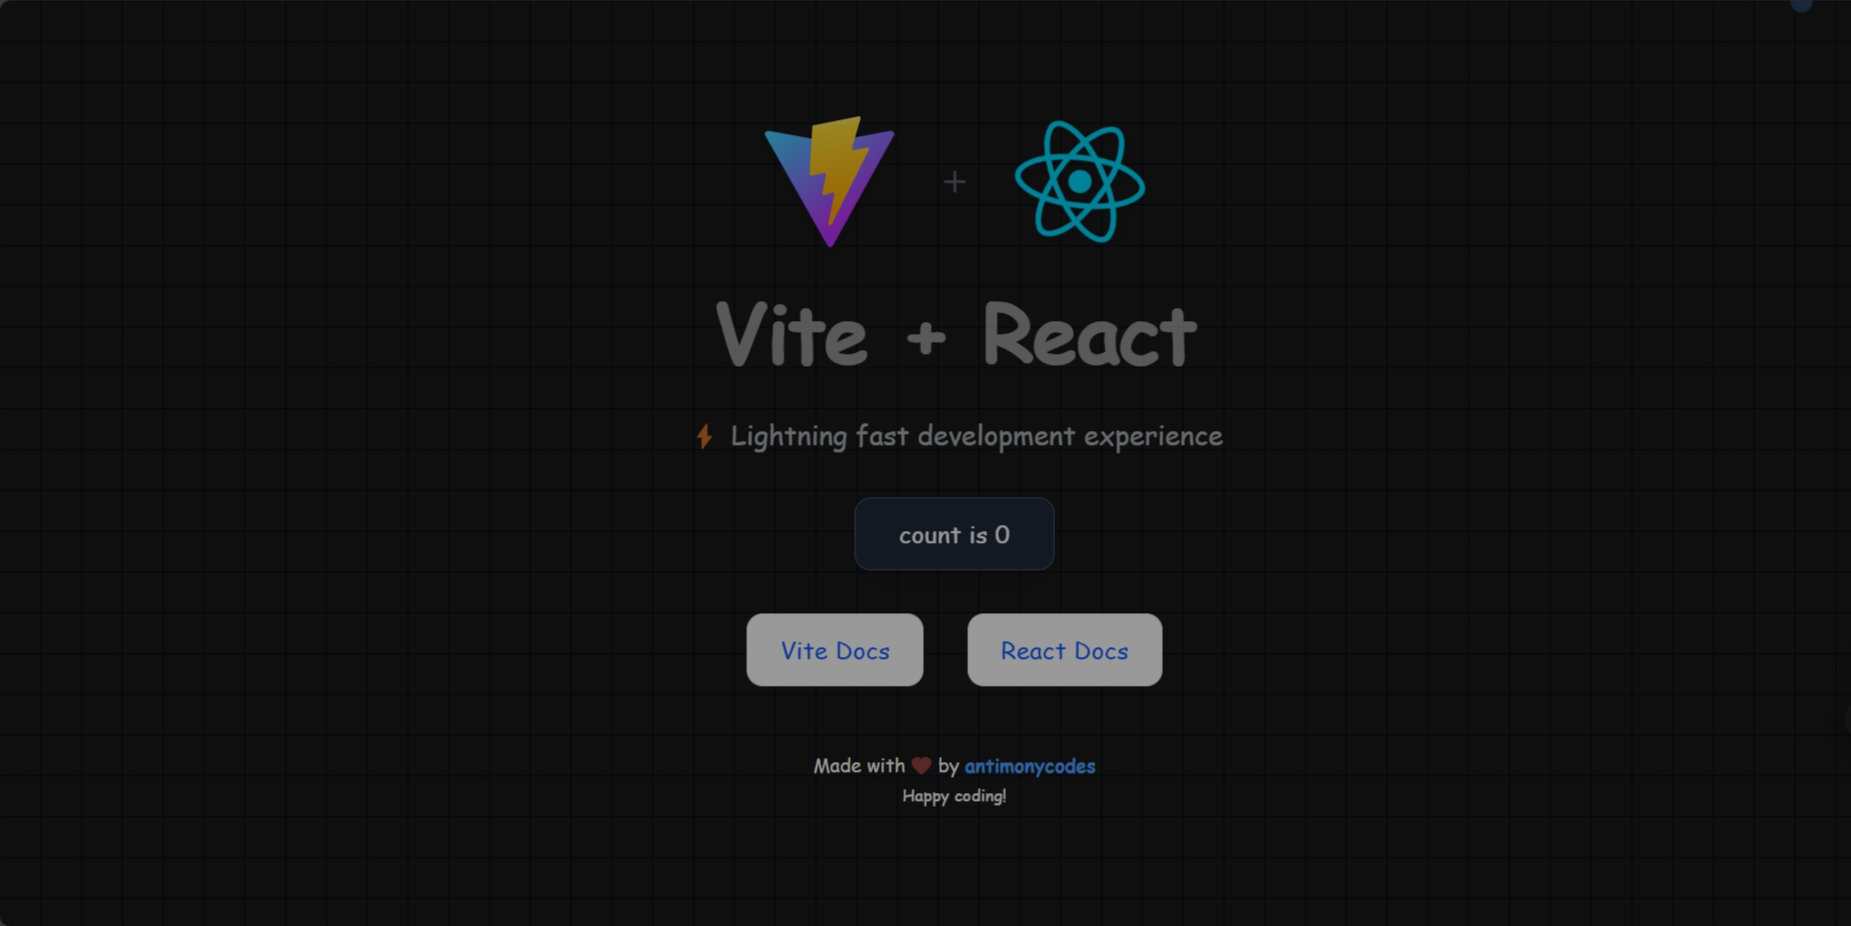 +
Vite + React
Lightning fast development experience
count is 0
Vite Docs
React Docs
Made with ❤ by antimonycodes
Happy coding!